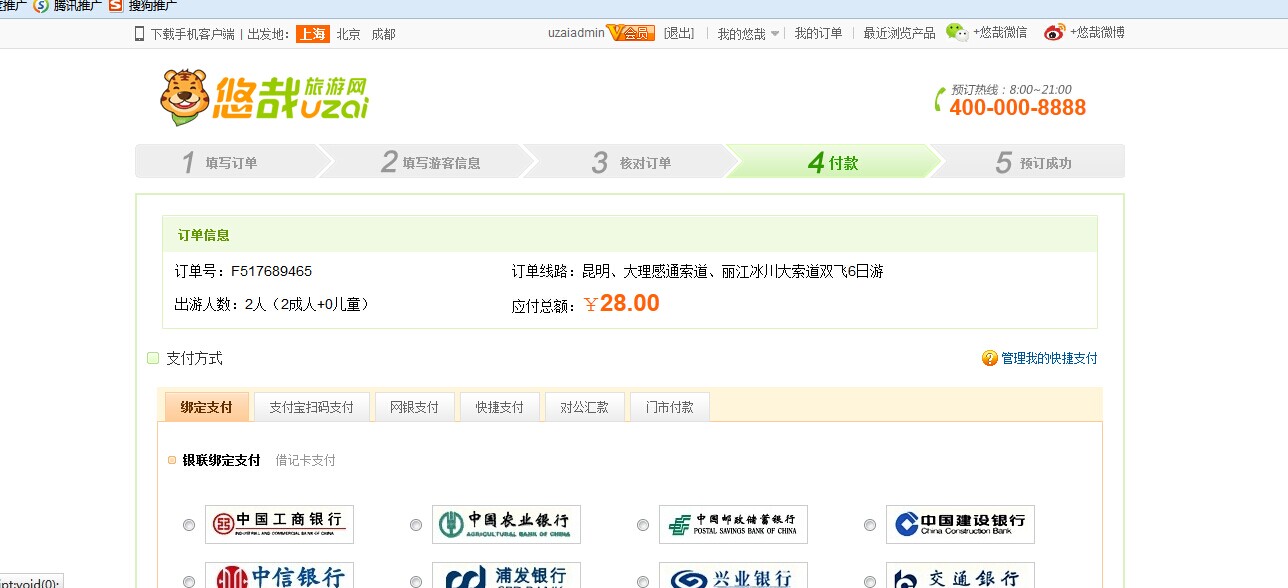 推广 腾讯推广 搜狗推广
下载手机客户端 | 出发地： 上海 北京 成都 uzaiadmin V会员 [退出] 我的悠哉 我的订单 最近浏览产品 +悠哉微信 +悠哉微博
悠哉旅游网 uzai
预订热线：8:00~21:00
400-000-8888
1 填写订单 2 填写游客信息 3 核对订单 4 付款 5 预订成功
订单信息
订单号：F517689465 订单线路：昆明、大理感通索道、丽江冰川大索道双飞6日游
出游人数：2人（2成人+0儿童） 应付总额：￥28.00
支付方式 管理我的快捷支付
绑定支付 支付宝扫码支付 网银支付 快捷支付 对公汇款 门市付款
银联绑定支付 借记卡支付
中国工商银行 中国农业银行 中国邮政储蓄银行 中国建设银行
INDUSTRIAL AND COMMERCIAL BANK OF CHINA AGRICULTURAL BANK OF CHINA POSTAL SAVINGS BANK OF CHINA China Construction Bank
中信银行 浦发银行 兴业银行 交通银行
ipt:void(0);